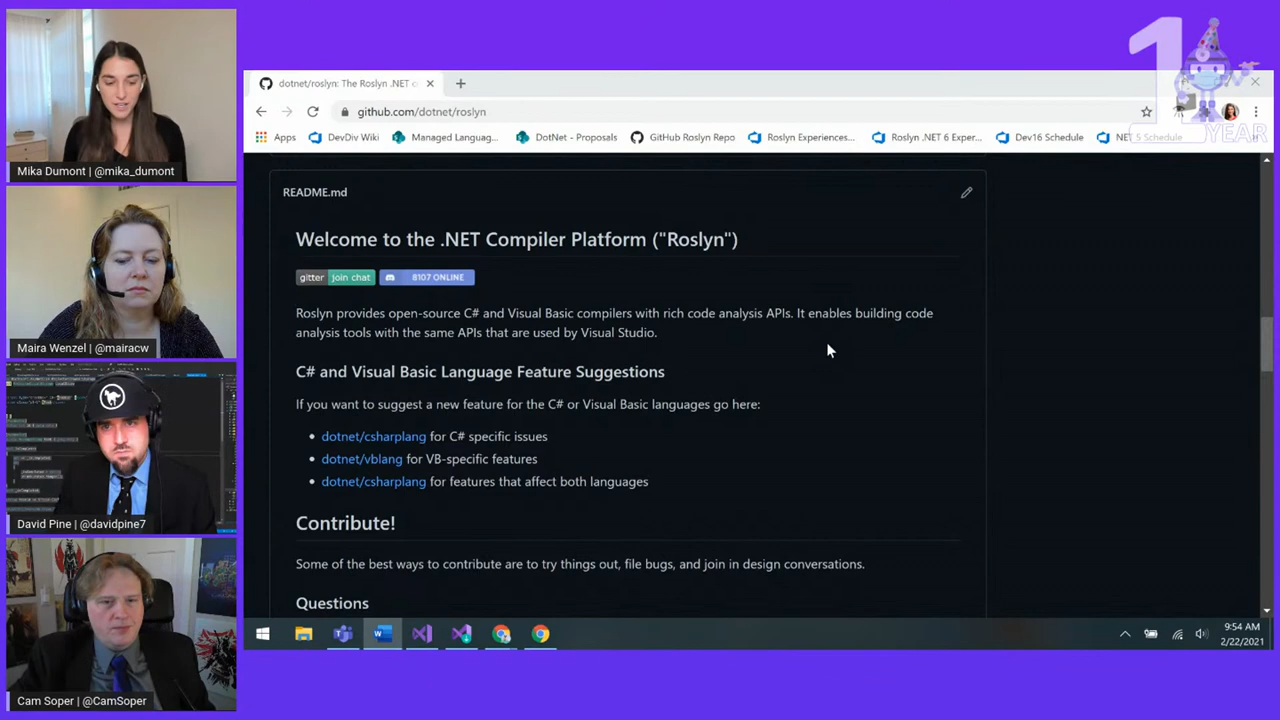 Mika Dumont | @mika_dumont
Maira Wenzel | @mairacw
David Pine | @davidpine7
Cam Soper | @CamSoper
1
YEAR
dotnet/roslyn: The Roslyn .NET c
github.com/dotnet/roslyn
Apps
DevDiv Wiki
Managed Languag...
DotNet - Proposals
GitHub Roslyn Repo
Roslyn Experiences...
Roslyn .NET 6 Exper...
Dev16 Schedule
NET 5 Schedule
README.md
Welcome to the .NET Compiler Platform ("Roslyn")
gitter join chat 8107 ONLINE
Roslyn provides open-source C# and Visual Basic compilers with rich code analysis APIs. It enables building code
analysis tools with the same APIs that are used by Visual Studio.
C# and Visual Basic Language Feature Suggestions
If you want to suggest a new feature for the C# or Visual Basic languages go here:
• dotnet/csharplang for C# specific issues
• dotnet/vblang for VB-specific features
• dotnet/csharplang for features that affect both languages
Contribute!
Some of the best ways to contribute are to try things out, file bugs, and join in design conversations.
Questions
9:54 AM
2/22/2021